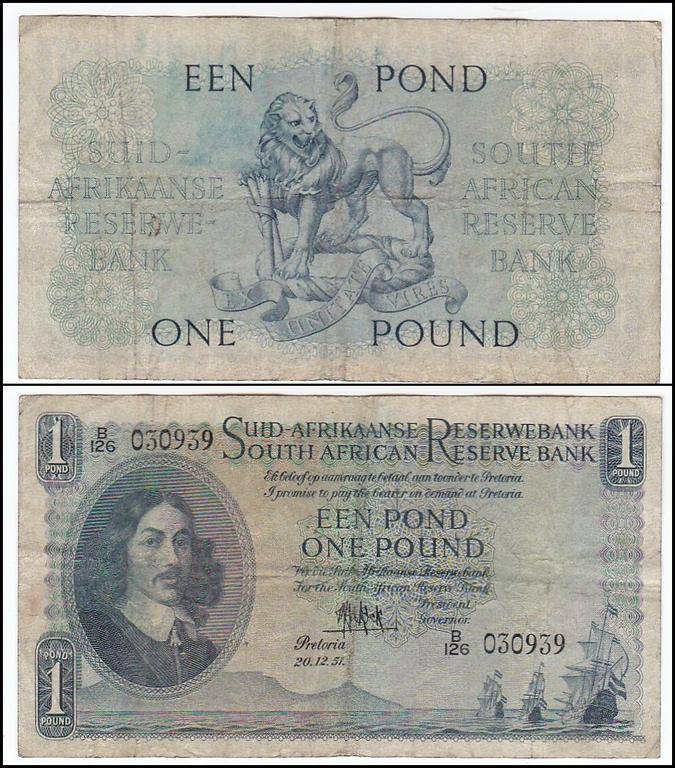 EEN POND
SUID-
AFRIKAANSE
RESERWE-
BANK
SOUTH
AFRICAN
RESERVE
BANK
EX UNITATE VIRES
ONE POUND
1
POND
B/126 030939
SUID-AFRIKAANSE RESERWEBANK
SOUTH AFRICAN RESERVE BANK
1
POUND
Ek beloof op aanvraag te betaal aan toonder te Pretoria.
I promise to pay the bearer on demand at Pretoria.
EEN POND
ONE POUND
Vir die Suid-Afrikaanse Reserwebank
For the South African Reserve Bank
President
Governor.
Pretoria
20.12.51.
B/126 030939
POND
1
POUND